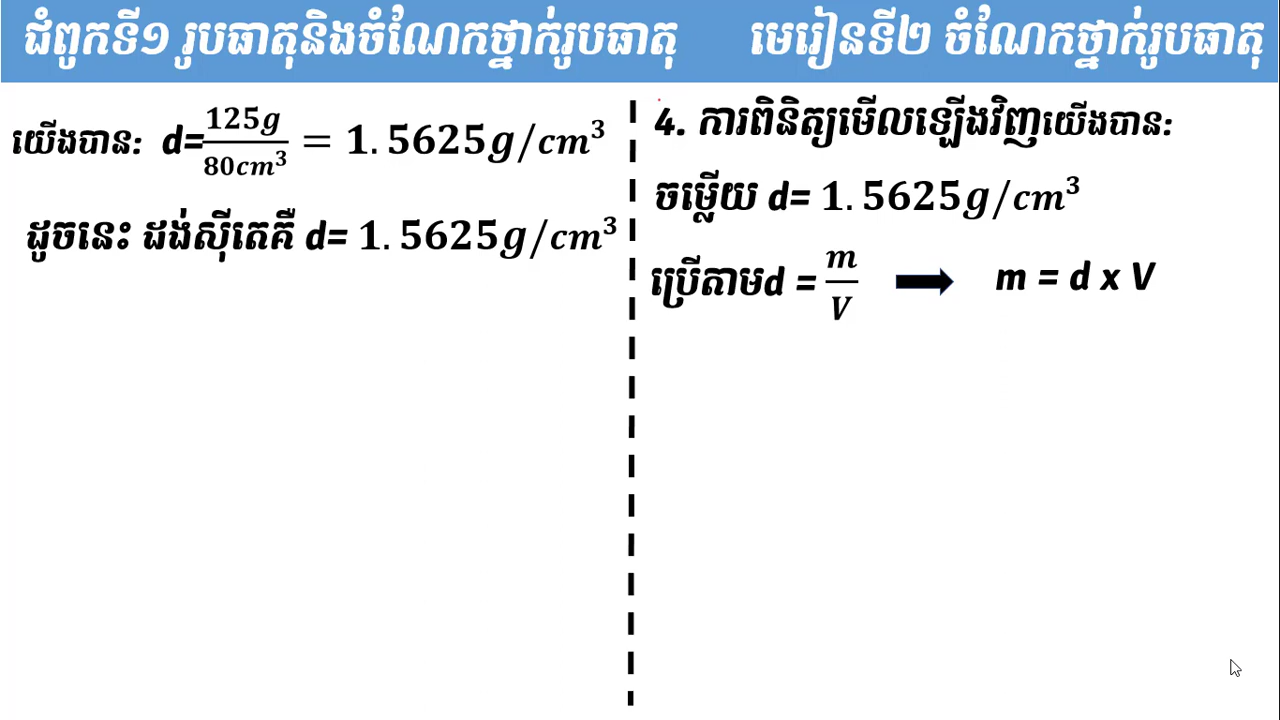 ជំពូកទី១ រូបធាតុនិងចំណែកថ្នាក់រូបធាតុ មេរៀនទី២ ចំណែកថ្នាក់រូបធាតុ
យើងបាន: d=125g/80cm³ = 1.5625g/cm³
ដូចនេះ ដង់ស៊ីតេគឺ d= 1.5625g/cm³
4. ការពិនិត្យមើលឡើងវិញយើងបាន:
ចម្លើយ d= 1.5625g/cm³
ប្រើតាមd = m/V ➡ m = d x V